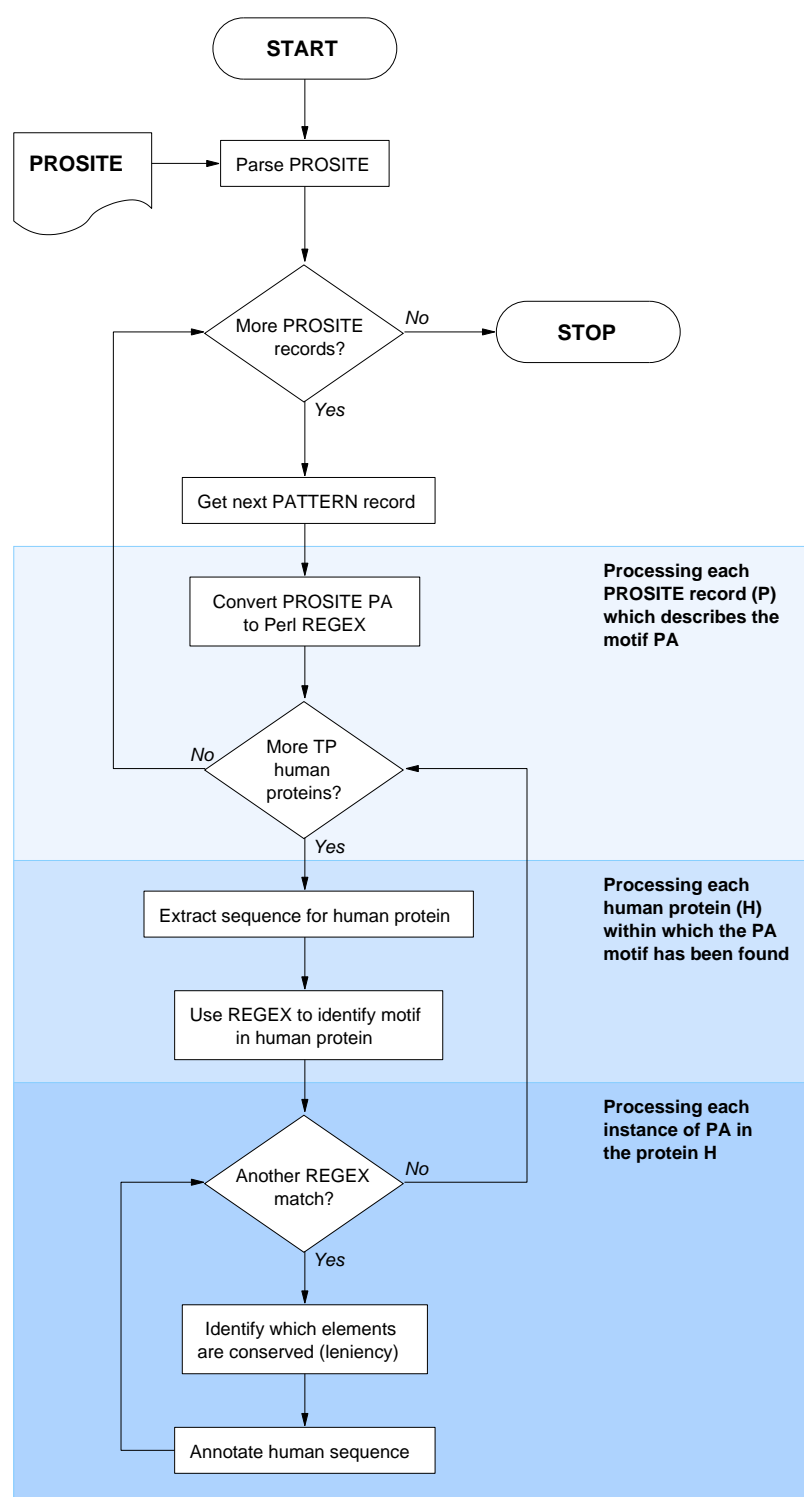 START
PROSITE
Parse PROSITE
More PROSITE
records?
No
STOP
Yes
Get next PATTERN record
Processing each
PROSITE record (P)
which describes the
motif PA
Convert PROSITE PA
to Perl REGEX
No
More TP
human
proteins?
Yes
Processing each
human protein (H)
within which the PA
motif has been found
Extract sequence for human protein
Use REGEX to identify motif
in human protein
Processing each
instance of PA in
the protein H
Another REGEX
match?
No
Yes
Identify which elements
are conserved (leniency)
Annotate human sequence